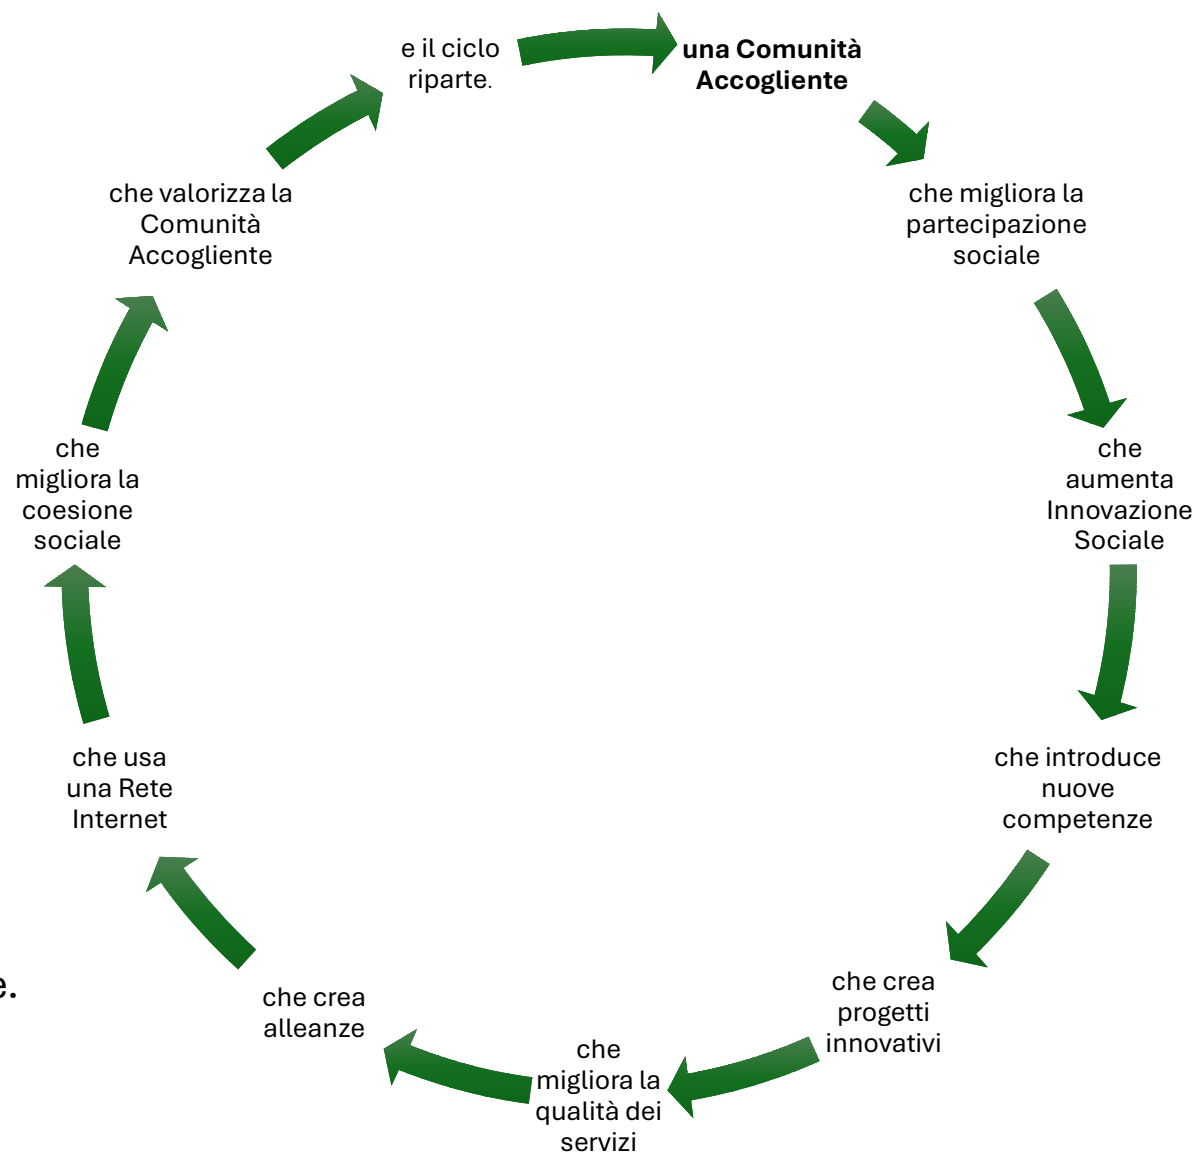 e il ciclo
riparte.
una Comunità
Accogliente
che migliora la
partecipazione
sociale
che
aumenta
Innovazione
Sociale
che introduce
nuove
competenze
che crea
progetti
innovativi
che
migliora la
qualità dei
servizi
che crea
alleanze
che usa
una Rete
Internet
che
migliora la
coesione
sociale
che valorizza la
Comunità
Accogliente